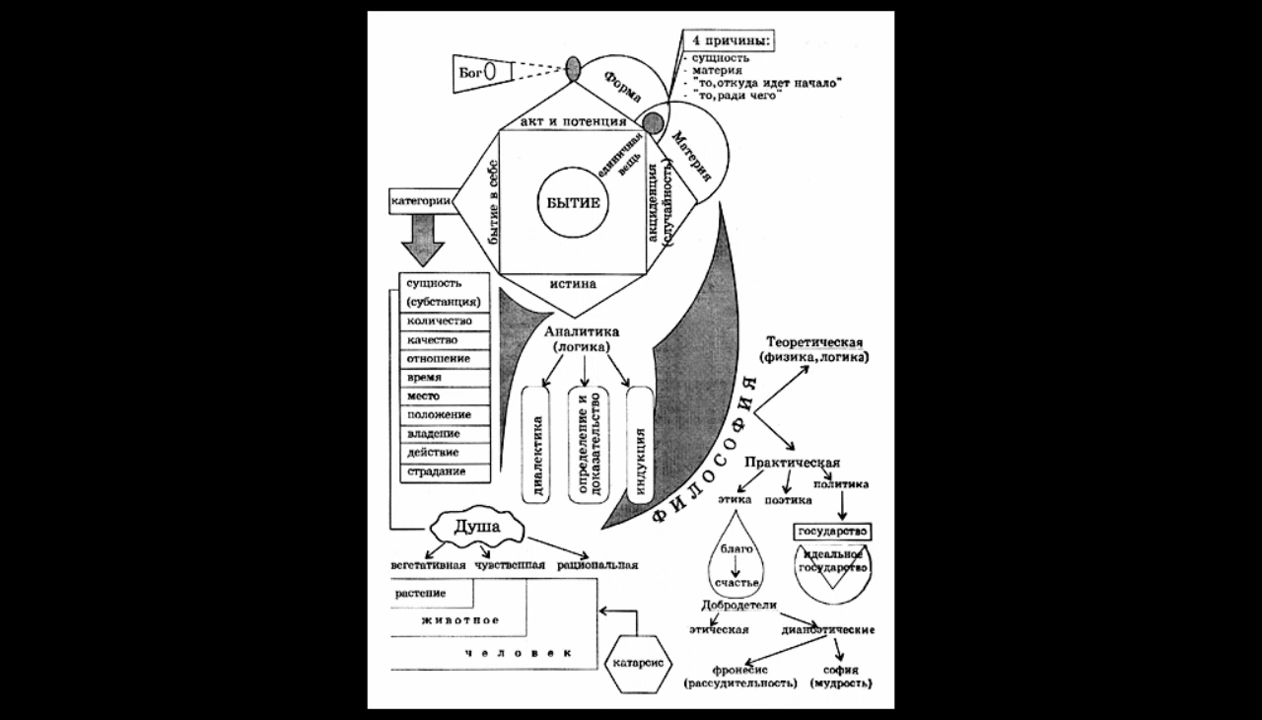 4 причины:
- сущность
- материя
- "то, откуда идет начало"
- "то, ради чего"
Бог
Форма
Материя
акт и потенция
единичная
вещь
бытие в себе
БЫТИЕ
акциденция
(случайность)
истина
категории
сущность
(субстанция)
количество
качество
отношение
время
место
положение
владение
действие
страдание
Аналитика
(логика)
диалектика
определение и
доказательство
индукция
ФИЛОСОФИЯ
Теоретическая
(физика, логика)
Практическая
этика
поэтика
политика
государство
идеальное
государство
благо
счастье
Добродетели
этическая
дианоэтические
фронесис
(рассудительность)
софия
(мудрость)
Душа
вегетативная
чувственная
рациональная
растение
животное
человек
катарсис